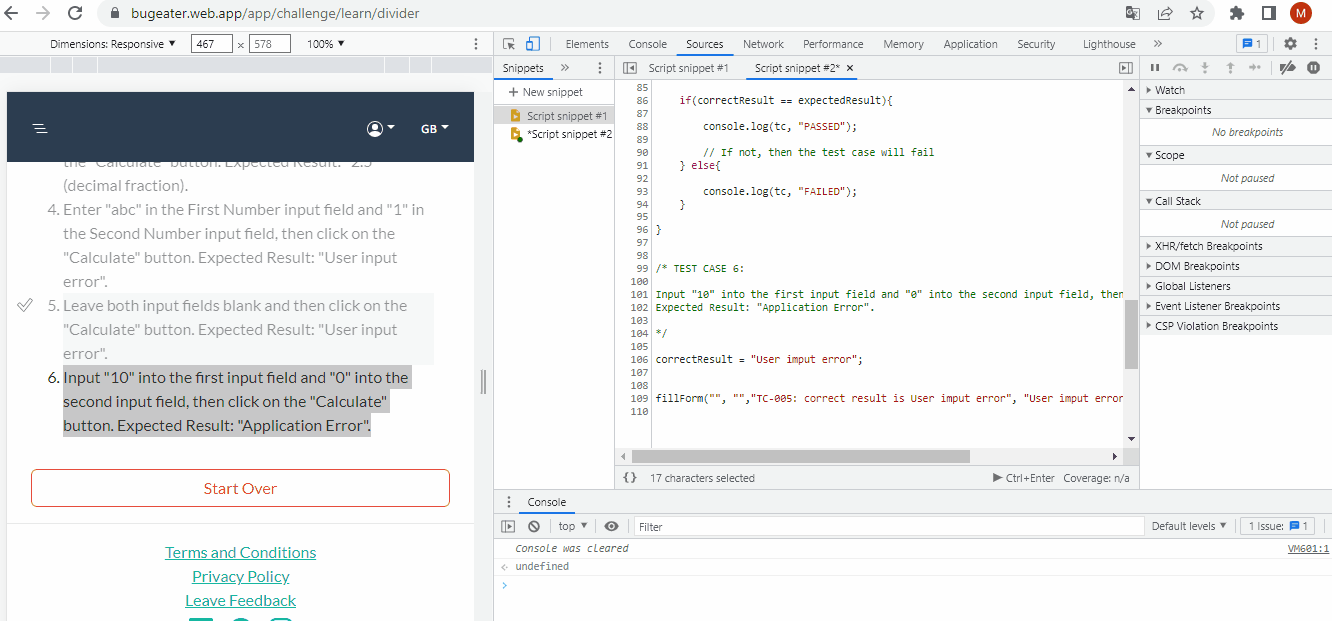 bugeater.web.app/app/challenge/learn/divider
M
Dimensions: Responsive ▼ 467 × 578 100% ▼
Elements Console Sources Network Performance Memory Application Security Lighthouse » 1
Snippets »
Script snippet #1 Script snippet #2* ×
+ New snippet
Script snippet #1
*Script snippet #2
GB
the "Calculate" button. Expected Result: "2.5"
(decimal fraction).
4. Enter "abc" in the First Number input field and "1" in
the Second Number input field, then click on the
"Calculate" button. Expected Result: "User input
error".
5. Leave both input fields blank and then click on the
"Calculate" button. Expected Result: "User input
error".
6. Input "10" into the first input field and "0" into the
second input field, then click on the "Calculate"
button. Expected Result: "Application Error".
Start Over
Terms and Conditions
Privacy Policy
Leave Feedback
85
86 if(correctResult == expectedResult){
87
88 console.log(tc, "PASSED");
89
90 // If not, then the test case will fail
91 } else{
92
93 console.log(tc, "FAILED");
94 }
95
96 }
97
98
99 /* TEST CASE 6:
100
101 Input "10" into the first input field and "0" into the second input field, then
102 Expected Result: "Application Error".
103
104 */
105
106 correctResult = "User imput error";
107
108
109 fillForm("", "","TC-005: correct result is User imput error", "User imput error
110
{} 17 characters selected
Ctrl+Enter Coverage: n/a
Watch
Breakpoints
No breakpoints
Scope
Not paused
Call Stack
Not paused
XHR/fetch Breakpoints
DOM Breakpoints
Global Listeners
Event Listener Breakpoints
CSP Violation Breakpoints
Console
top ▼ Filter Default levels ▼ 1 Issue: 1
Console was cleared VM601:1
undefined